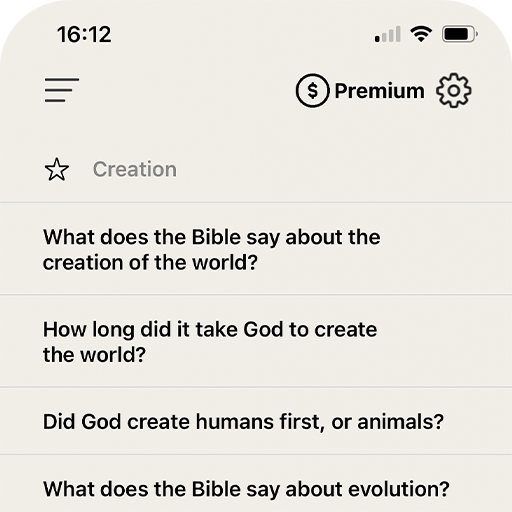 16:12
$ Premium
Creation
What does the Bible say about the
creation of the world?
How long did it take God to create
the world?
Did God create humans first, or animals?
What does the Bible say about evolution?